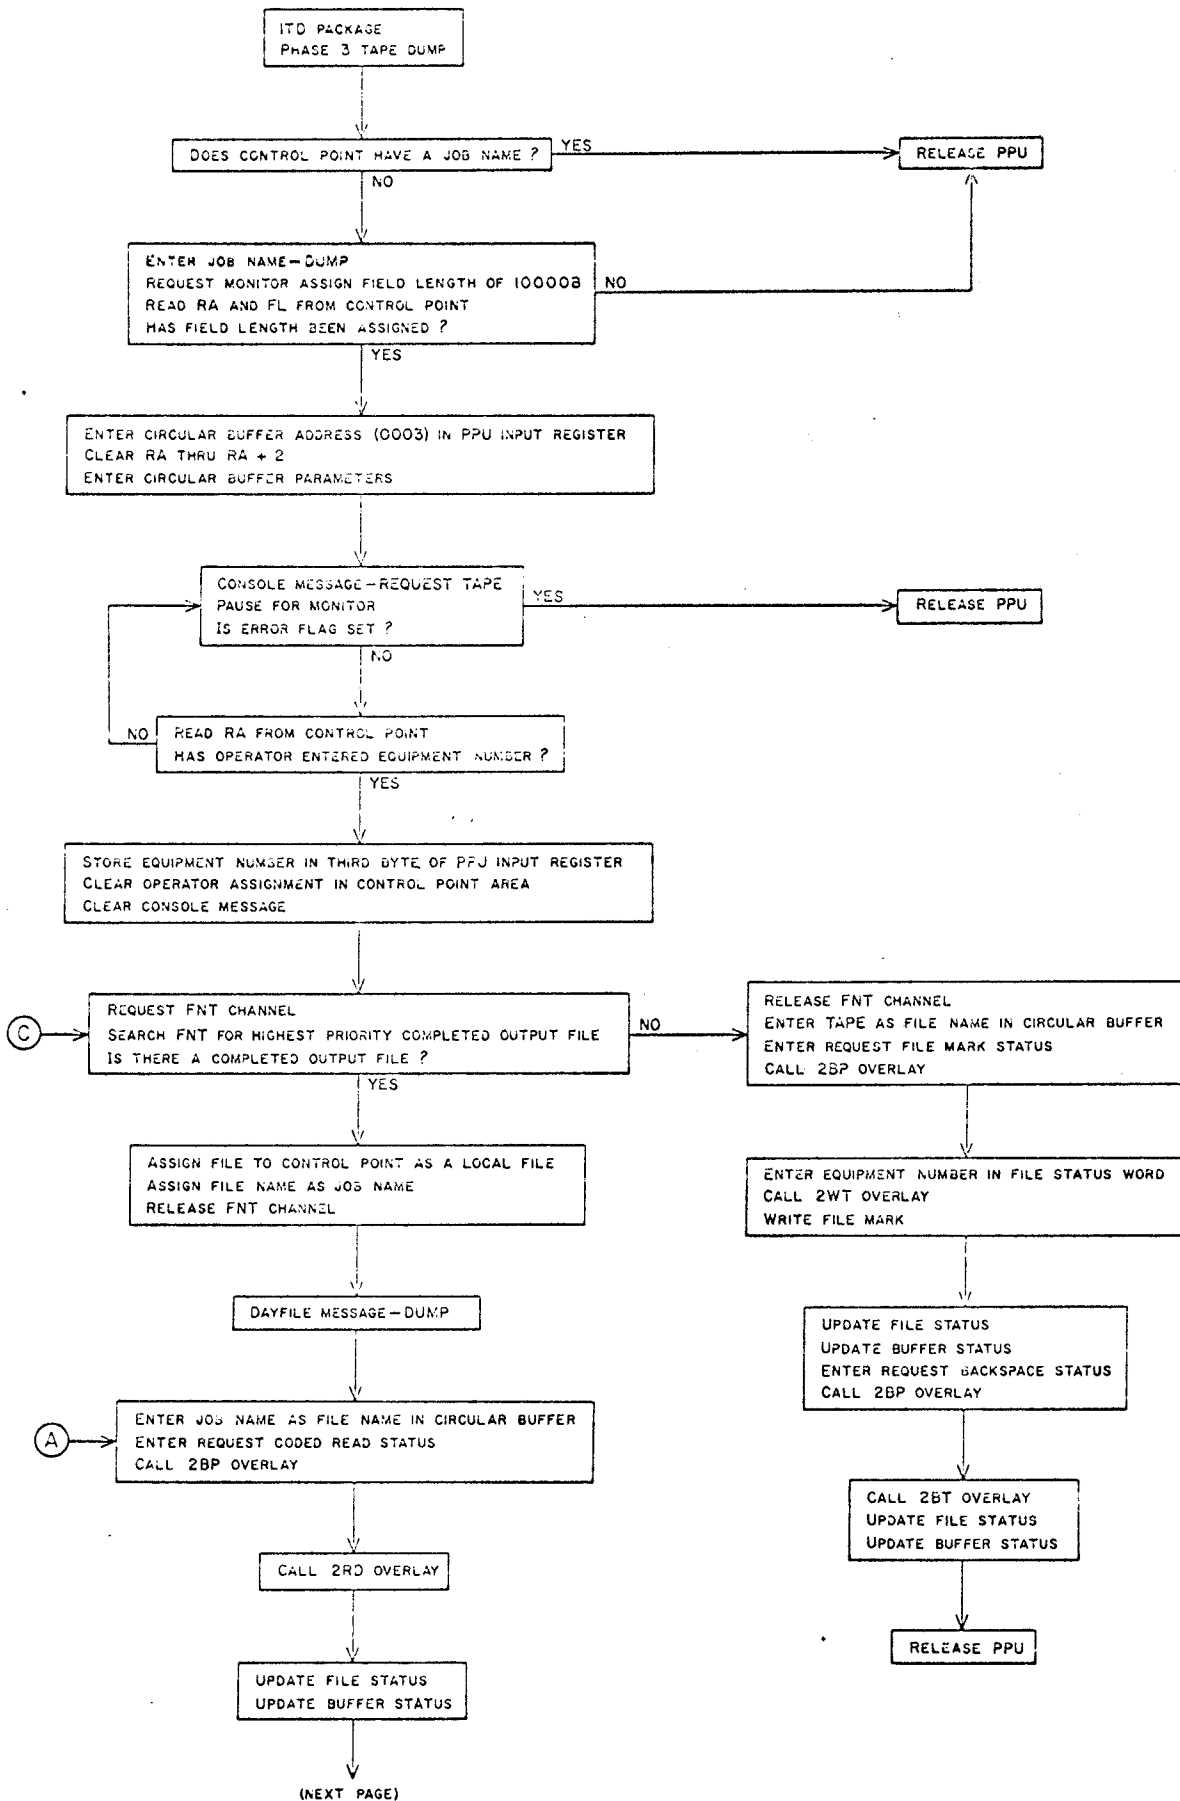 ITD PACKAGE
PHASE 3 TAPE DUMP
DOES CONTROL POINT HAVE A JOB NAME ?
YES
RELEASE PPU
NO
ENTER JOB NAME—DUMP
REQUEST MONITOR ASSIGN FIELD LENGTH OF 10000B
READ RA AND FL FROM CONTROL POINT
HAS FIELD LENGTH BEEN ASSIGNED ?
NO
YES
ENTER CIRCULAR BUFFER ADDRESS (0003) IN PPU INPUT REGISTER
CLEAR RA THRU RA + 2
ENTER CIRCULAR BUFFER PARAMETERS
CONSOLE MESSAGE—REQUEST TAPE
PAUSE FOR MONITOR
IS ERROR FLAG SET ?
YES
RELEASE PPU
NO
NO
READ RA FROM CONTROL POINT
HAS OPERATOR ENTERED EQUIPMENT NUMBER ?
YES
STORE EQUIPMENT NUMBER IN THIRD BYTE OF PPU INPUT REGISTER
CLEAR OPERATOR ASSIGNMENT IN CONTROL POINT AREA
CLEAR CONSOLE MESSAGE
C
REQUEST FNT CHANNEL
SEARCH FNT FOR HIGHEST PRIORITY COMPLETED OUTPUT FILE
IS THERE A COMPLETED OUTPUT FILE ?
NO
RELEASE FNT CHANNEL
ENTER TAPE AS FILE NAME IN CIRCULAR BUFFER
ENTER REQUEST FILE MARK STATUS
CALL 2BP OVERLAY
YES
ASSIGN FILE TO CONTROL POINT AS A LOCAL FILE
ASSIGN FILE NAME AS JOB NAME
RELEASE FNT CHANNEL
ENTER EQUIPMENT NUMBER IN FILE STATUS WORD
CALL 2WT OVERLAY
WRITE FILE MARK
DAYFILE MESSAGE—DUMP
UPDATE FILE STATUS
UPDATE BUFFER STATUS
ENTER REQUEST BACKSPACE STATUS
CALL 2BP OVERLAY
A
ENTER JOB NAME AS FILE NAME IN CIRCULAR BUFFER
ENTER REQUEST CODED READ STATUS
CALL 2BP OVERLAY
CALL 2BT OVERLAY
UPDATE FILE STATUS
UPDATE BUFFER STATUS
CALL 2RD OVERLAY
RELEASE PPU
UPDATE FILE STATUS
UPDATE BUFFER STATUS
(NEXT PAGE)